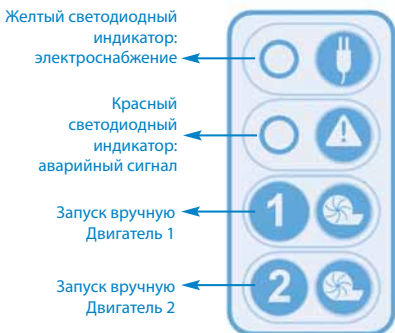 Желтый светодиодный
индикатор:
электроснабжение
Красный
светодиодный
индикатор:
аварийный сигнал
Запуск вручную
Двигатель 1
1
Запуск вручную
Двигатель 2
2